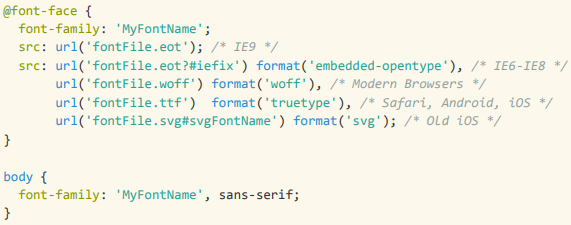 @font-face {
  font-family: 'MyFontName';
  src: url('fontFile.eot'); /* IE9 */
  src: url('fontFile.eot?#iefix') format('embedded-opentype'), /* IE6-IE8 */
       url('fontFile.woff') format('woff'), /* Modern Browsers */
       url('fontFile.ttf')  format('truetype'), /* Safari, Android, iOS */
       url('fontFile.svg#svgFontName') format('svg'); /* Old iOS */
}

body {
  font-family: 'MyFontName', sans-serif;
}